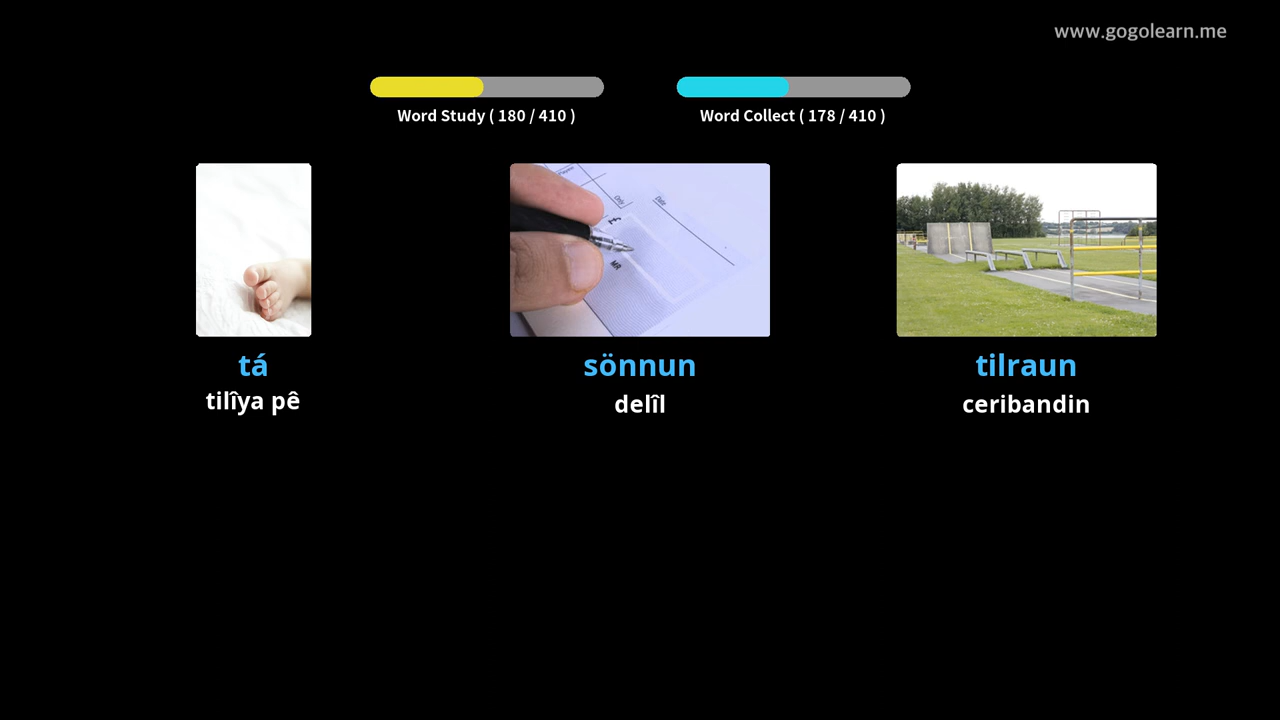 www.gogolearn.me
Word Study ( 180 / 410 )
Word Collect ( 178 / 410 )
tá
sönnun
tilraun
tilîya pê
delîl
ceribandin